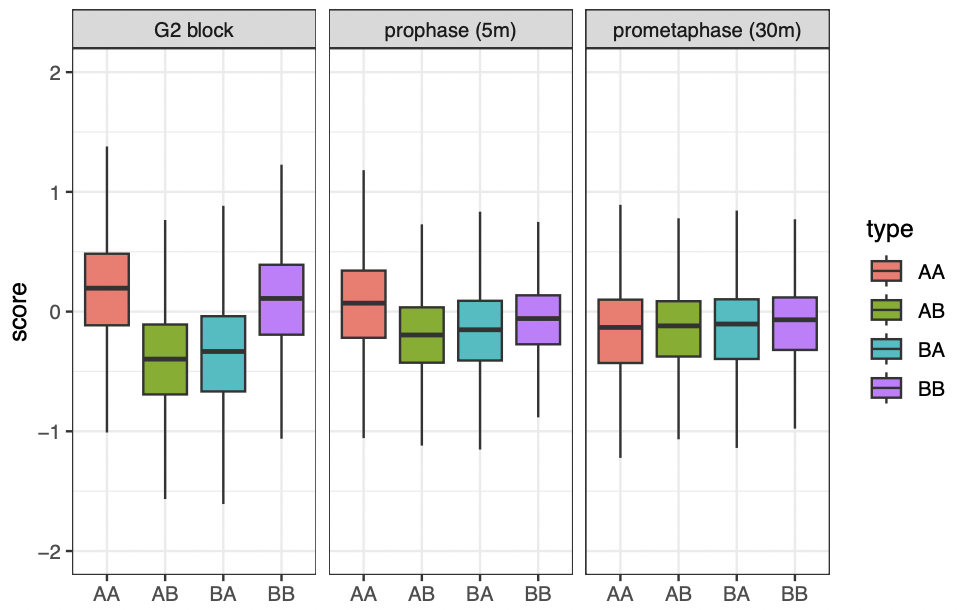 G2 block
prophase (5m)
prometaphase (30m)
score
2
1
0
−1
−2
AA AB BA BB
AA AB BA BB
AA AB BA BB
type
AA
AB
BA
BB